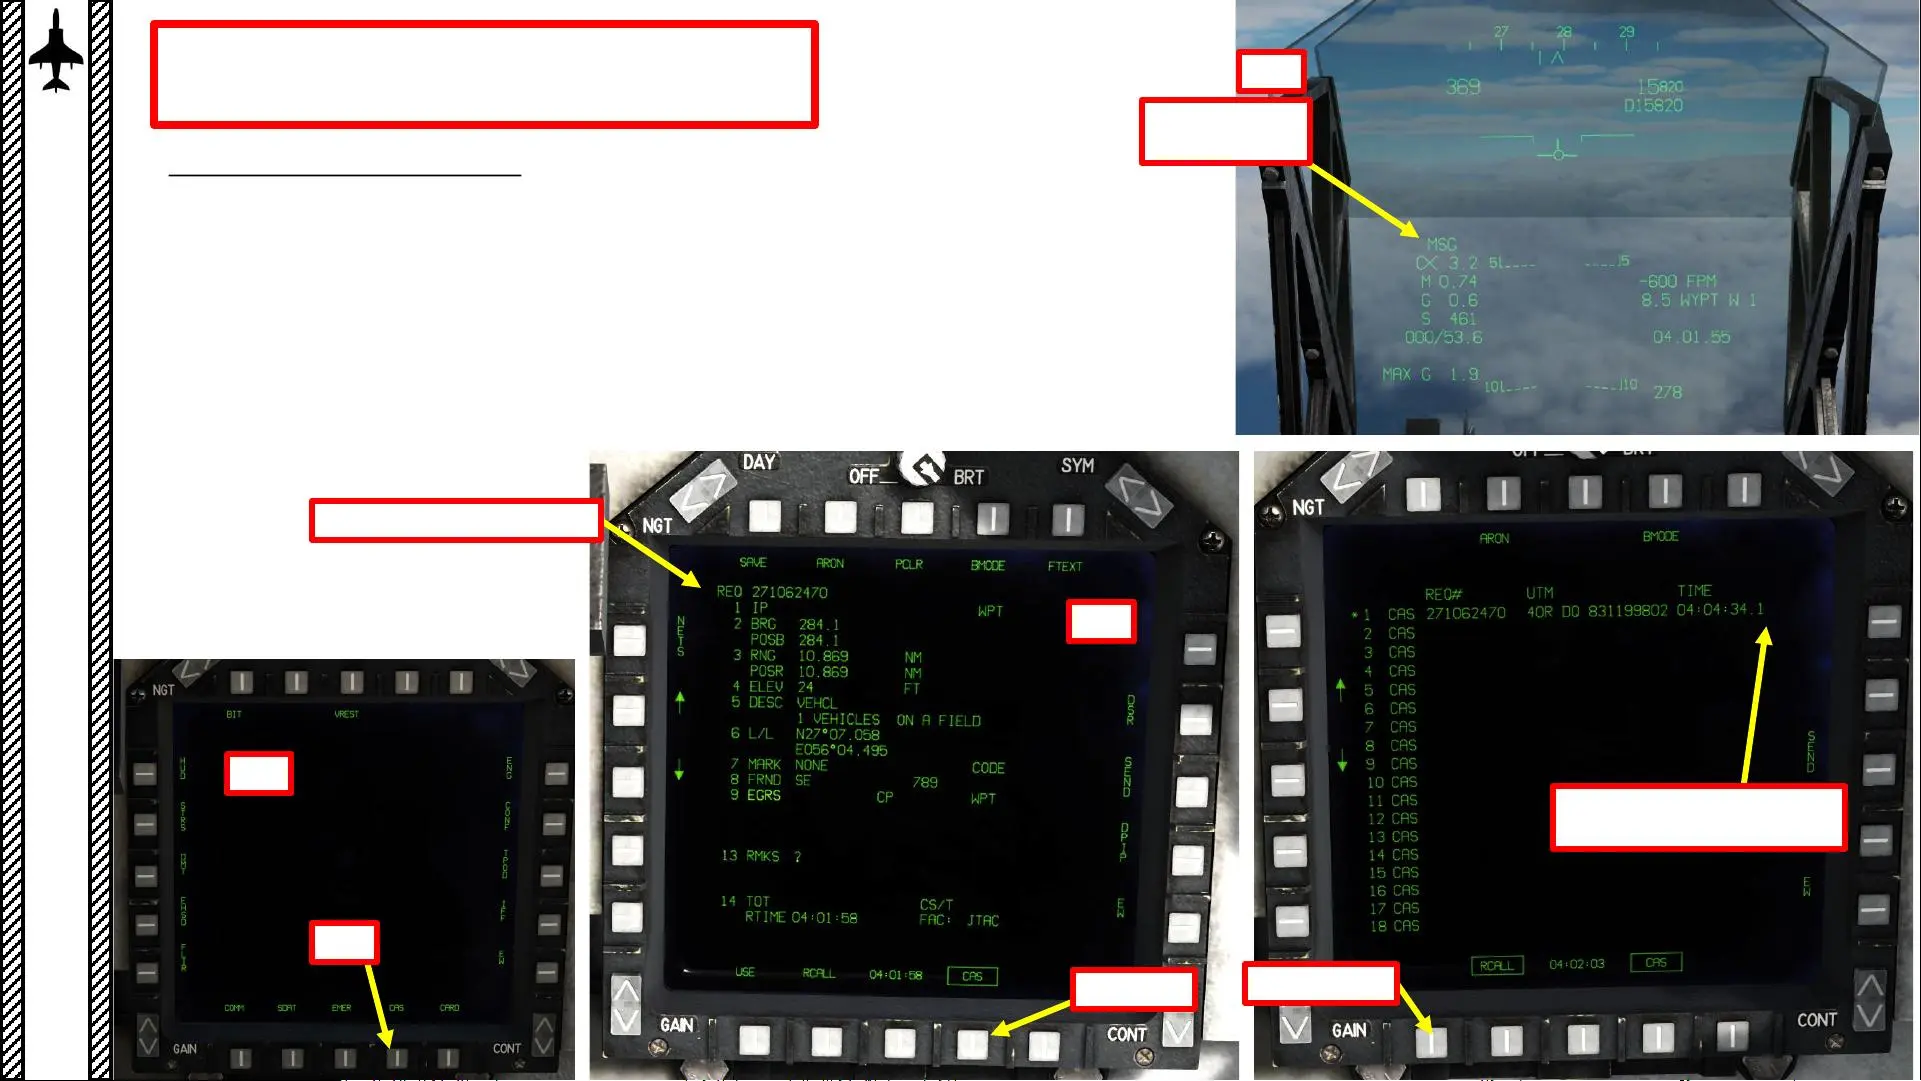 27 28 29
369 15820
D15820
MSG
3.2 5 5
M 0.74 -600 FPM
G 0.6 8.5 WYPT W 1
S 461
000/53.6 04.01.55
MAX G 1.9 10 10 278
DAY OFF BRT SYM
NGT
SAVE ARON PCLR BMODE FTEXT
REQ 271062470
1 IP WPT
2 BRG 284.1
POSB 284.1
3 RNG 10.869 NM
POSR 10.869 NM
4 ELEV 24 FT
5 DESC VEHCL
1 VEHICLES ON A FIELD
6 L/L N27°07.058
E056°04.495
7 MARK NONE CODE
8 FRND SE 789
9 EGRS CP WPT
13 RMKS ?
14 TOT CS/T
RTIME 04:01:58 FAC: JTAC
USE RCALL 04:01:58 CAS
NETS
DSR
SEND
DPIP
EW
GAIN CONT
OFF BRT
NGT
ARON BMODE
REQ# UTM TIME
*1 CAS 271062470 40R DQ 831199802 04:04:34.1
2 CAS
3 CAS
4 CAS
5 CAS
6 CAS
7 CAS
8 CAS
9 CAS
10 CAS
11 CAS
12 CAS
13 CAS
14 CAS
15 CAS
16 CAS
17 CAS
18 CAS
SEND
EW
RCALL 04:02:03 CAS
GAIN CONT
NGT
BIT VREST
HUD
STRS
DMT
EHSD
FLIR
ENG
CONF
TPOD
IFF
EW
COMM SDAT EMER CAS CARD
GAIN CONT